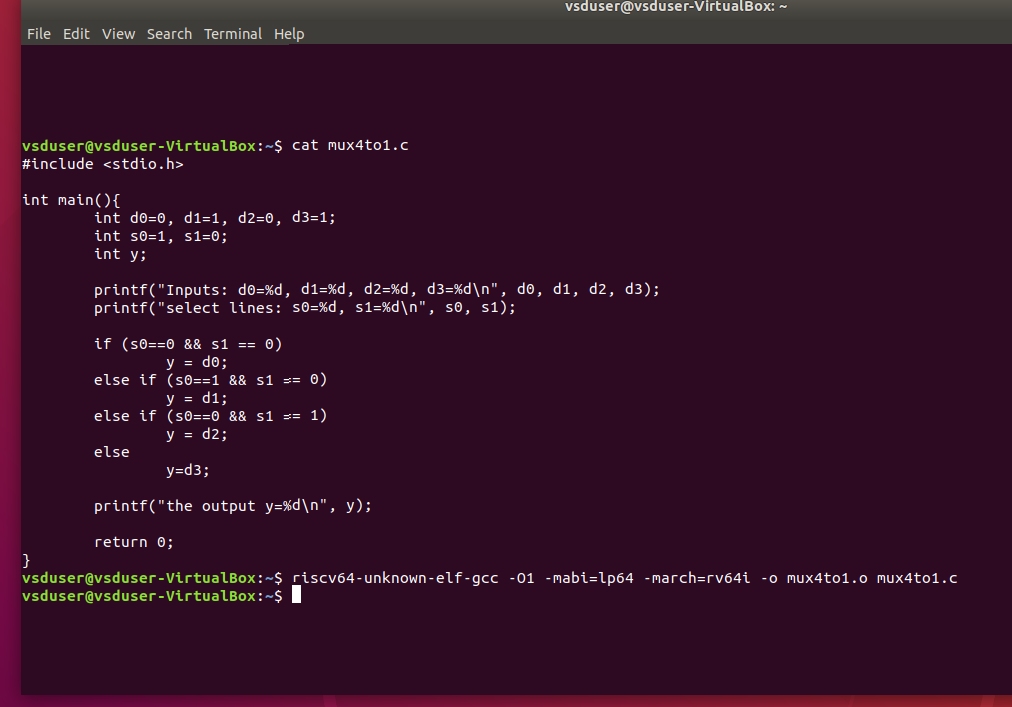 vsduser@vsduser-VirtualBox: ~
File Edit View Search Terminal Help
vsduser@vsduser-VirtualBox:~$ cat mux4to1.c
#include <stdio.h>
int main(){
        int d0=0, d1=1, d2=0, d3=1;
        int s0=1, s1=0;
        int y;
        printf("Inputs: d0=%d, d1=%d, d2=%d, d3=%d\n", d0, d1, d2, d3);
        printf("select lines: s0=%d, s1=%d\n", s0, s1);
        if (s0==0 && s1 == 0)
                y = d0;
        else if (s0==1 && s1 == 0)
                y = d1;
        else if (s0==0 && s1 == 1)
                y = d2;
        else
                y=d3;
        printf("the output y=%d\n", y);
        return 0;
}
vsduser@vsduser-VirtualBox:~$ riscv64-unknown-elf-gcc -O1 -mabi=lp64 -march=rv64i -o mux4to1.o mux4to1.c
vsduser@vsduser-VirtualBox:~$